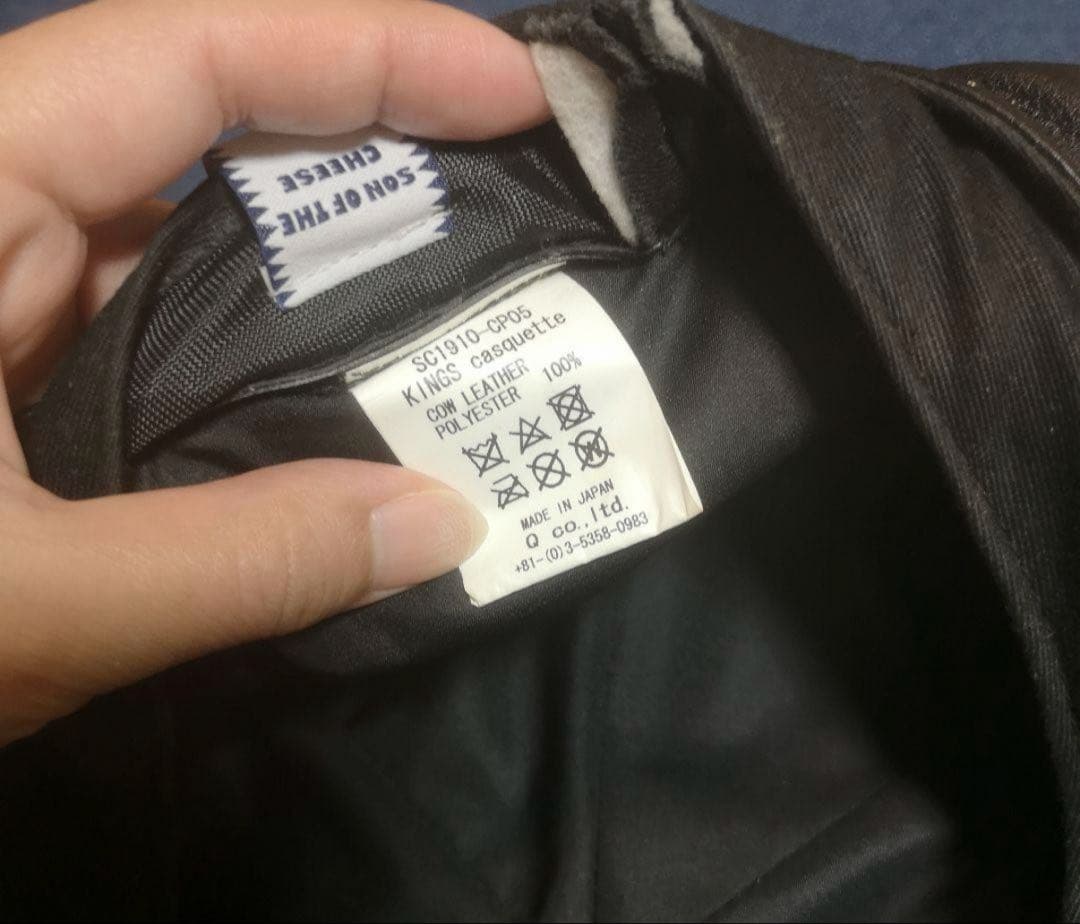 SON OF THE
CHEESE
SC1910-CP05
KINGS casquette
COW LEATHER
POLYESTER 100%
MADE IN JAPAN
Q co.,ltd.
+81-(0)3-5358-0983